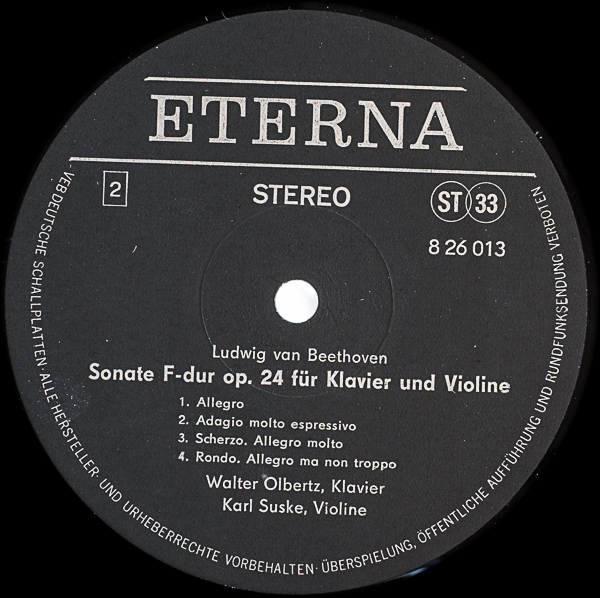 ETERNA
2
STEREO
ST 33
8 26 013
Ludwig van Beethoven
Sonate F-dur op. 24 für Klavier und Violine
1. Allegro
2. Adagio molto espressivo
3. Scherzo. Allegro molto
4. Rondo. Allegro ma non troppo
Walter Olbertz, Klavier
Karl Suske, Violine
VEB DEUTSCHE SCHALLPLATTEN · ALLE HERSTELLER- UND URHEBERRECHTE VORBEHALTEN · ÜBERSPIELUNG, ÖFFENTLICHE AUFFÜHRUNG UND RUNDFUNKSENDUNG VERBOTEN